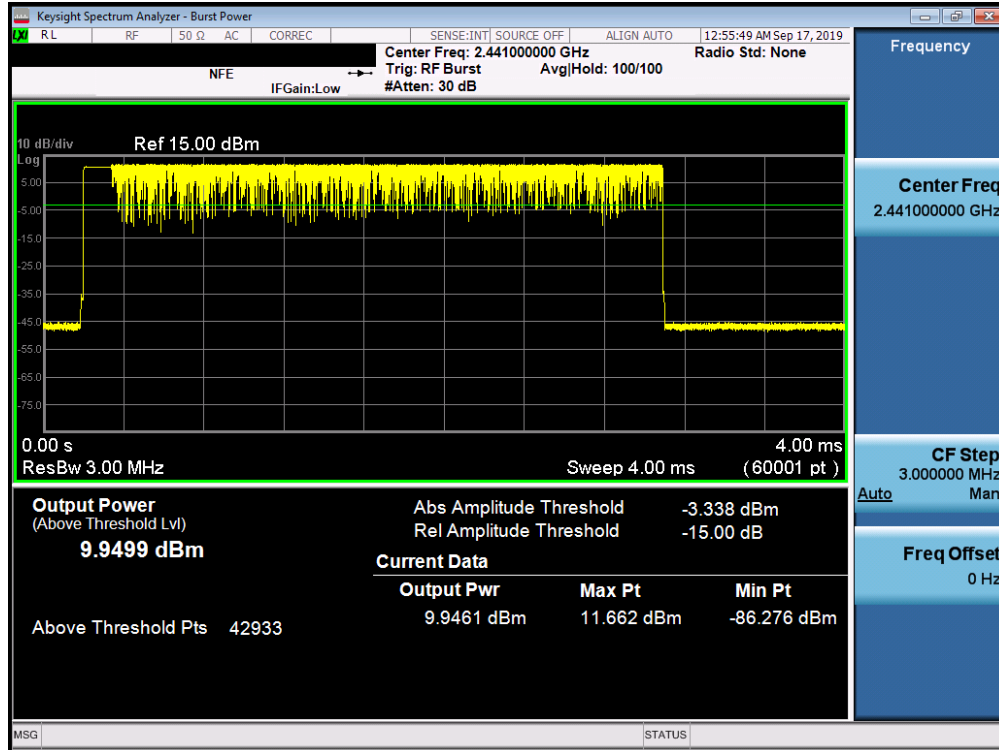 Keysight Spectrum Analyzer - Burst Power
LXI RL RF 50 Ω AC CORREC SENSE:INT SOURCE OFF ALIGN AUTO 12:55:49 AM Sep 17, 2019
Center Freq: 2.441000000 GHz Radio Std: None
NFE Trig: RF Burst Avg|Hold: 100/100
IFGain:Low #Atten: 30 dB
10 dB/div Ref 15.00 dBm
Log
5.00
-5.00
-15.0
-25.0
-35.0
-45.0
-55.0
-65.0
-75.0
0.00 s 4.00 ms
ResBw 3.00 MHz Sweep 4.00 ms (60001 pt )
Output Power
(Above Threshold Lvl)
9.9499 dBm
Above Threshold Pts 42933
Abs Amplitude Threshold -3.338 dBm
Rel Amplitude Threshold -15.00 dB
Current Data
Output Pwr Max Pt Min Pt
9.9461 dBm 11.662 dBm -86.276 dBm
MSG STATUS
Frequency
Center Freq
2.441000000 GHz
CF Step
3.000000 MHz
Auto Man
Freq Offset
0 Hz